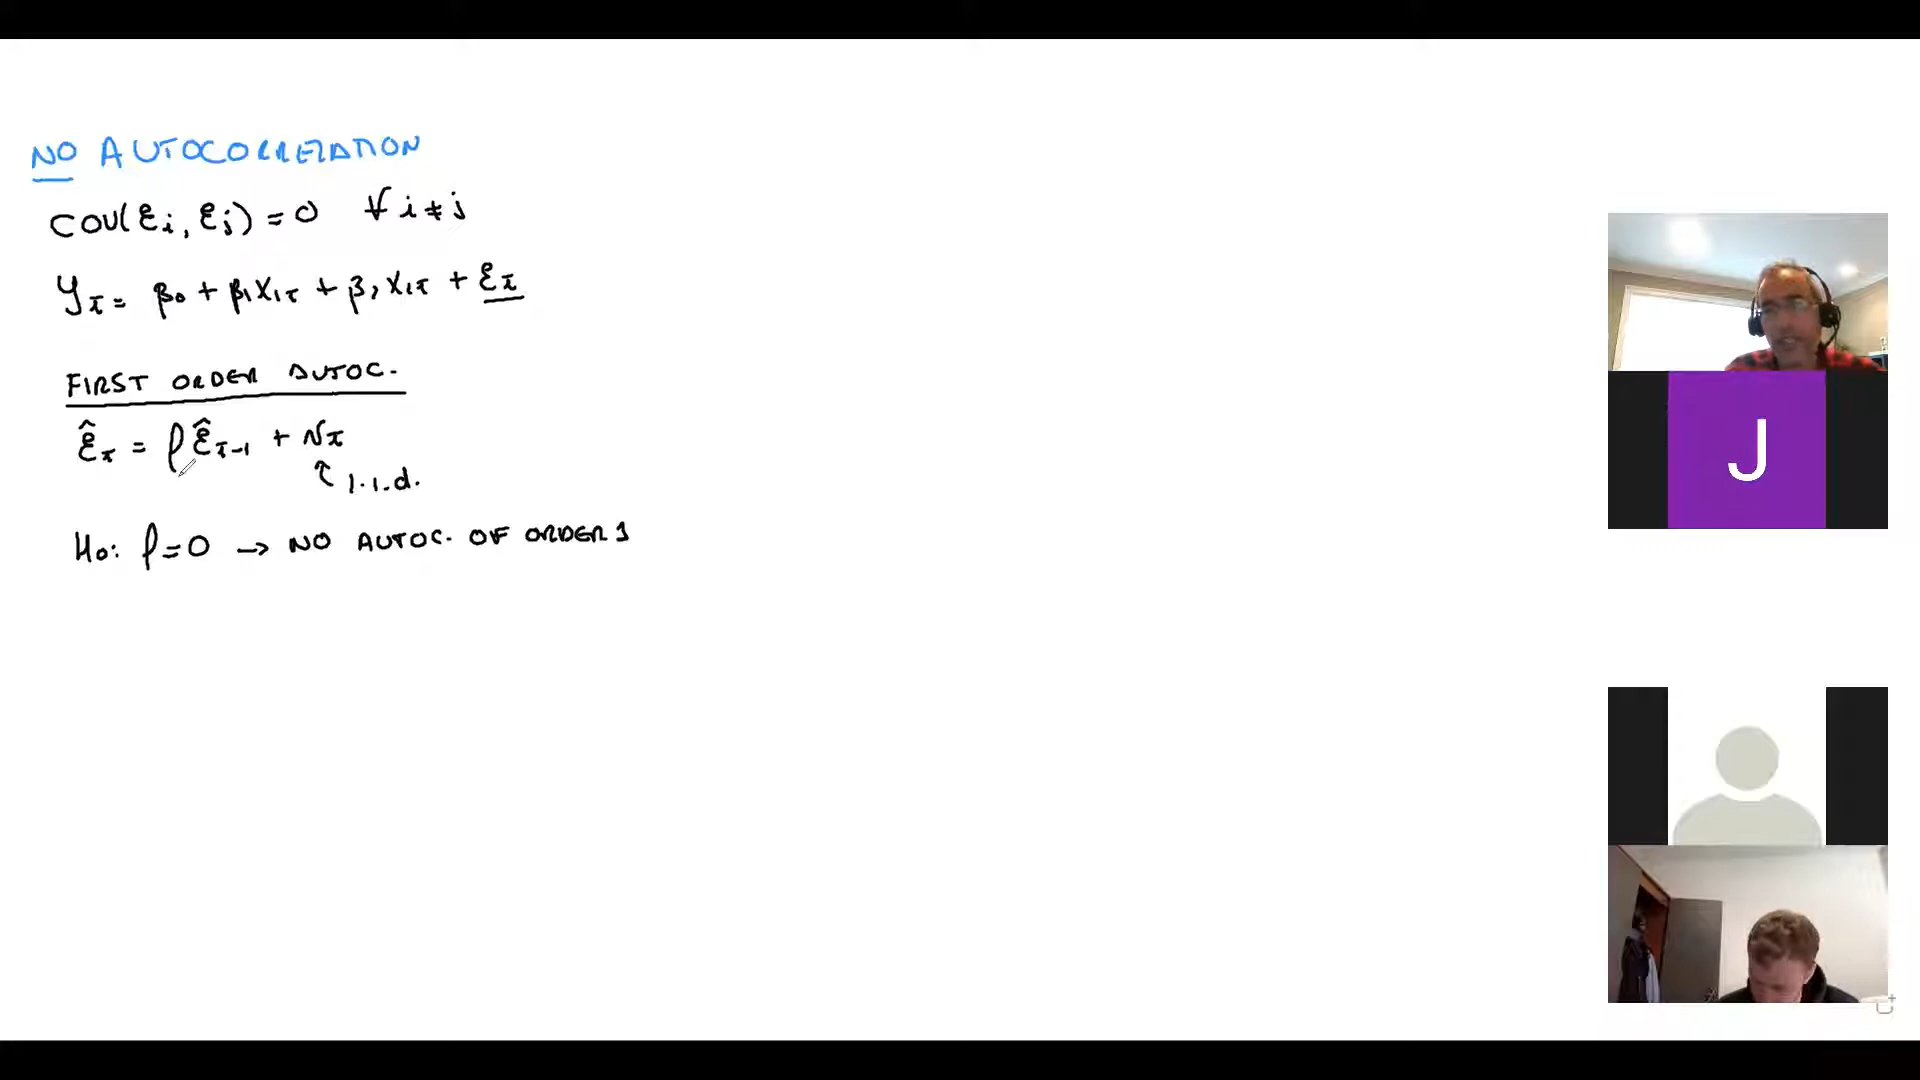 NO AUTOCORRELATION
COV(εi, εj) = 0 ∀ i ≠ j
yt = β0 + β1X1t + β2X2t + εt
FIRST ORDER AUTOC.
ε̂t = ρε̂t-1 + Nt
i.i.d.
H0: ρ=0 → NO AUTOC. OF ORDER 1
J